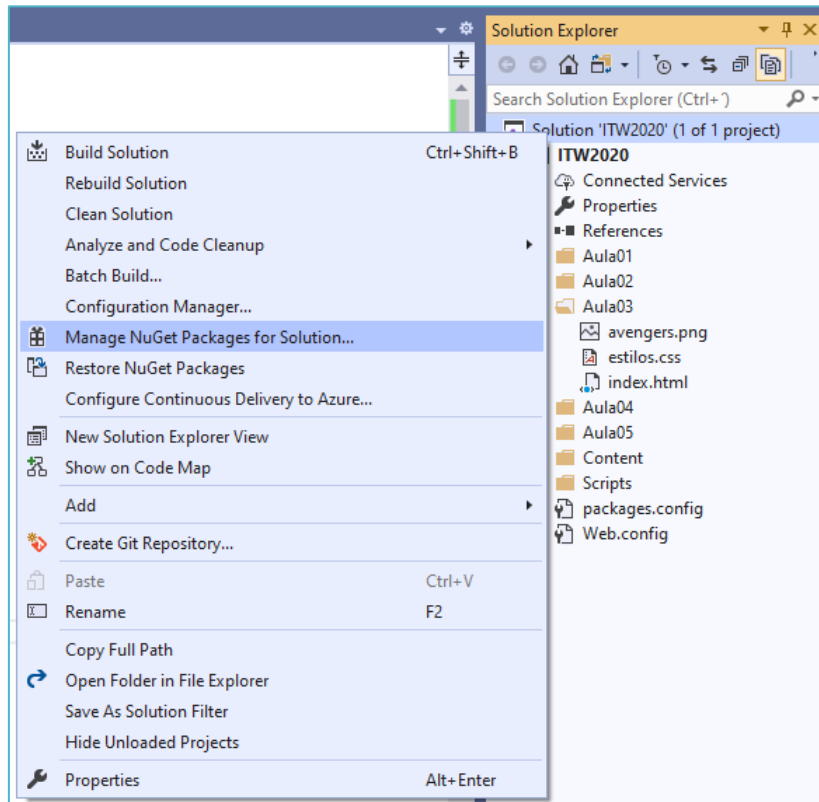 Solution Explorer
Search Solution Explorer (Ctrl+´)
Solution 'ITW2020' (1 of 1 project)
ITW2020
Connected Services
Properties
References
Aula01
Aula02
Aula03
avengers.png
estilos.css
index.html
Aula04
Aula05
Content
Scripts
packages.config
Web.config
Build Solution Ctrl+Shift+B
Rebuild Solution
Clean Solution
Analyze and Code Cleanup
Batch Build...
Configuration Manager...
Manage NuGet Packages for Solution...
Restore NuGet Packages
Configure Continuous Delivery to Azure...
New Solution Explorer View
Show on Code Map
Add
Create Git Repository...
Paste Ctrl+V
Rename F2
Copy Full Path
Open Folder in File Explorer
Save As Solution Filter
Hide Unloaded Projects
Properties Alt+Enter